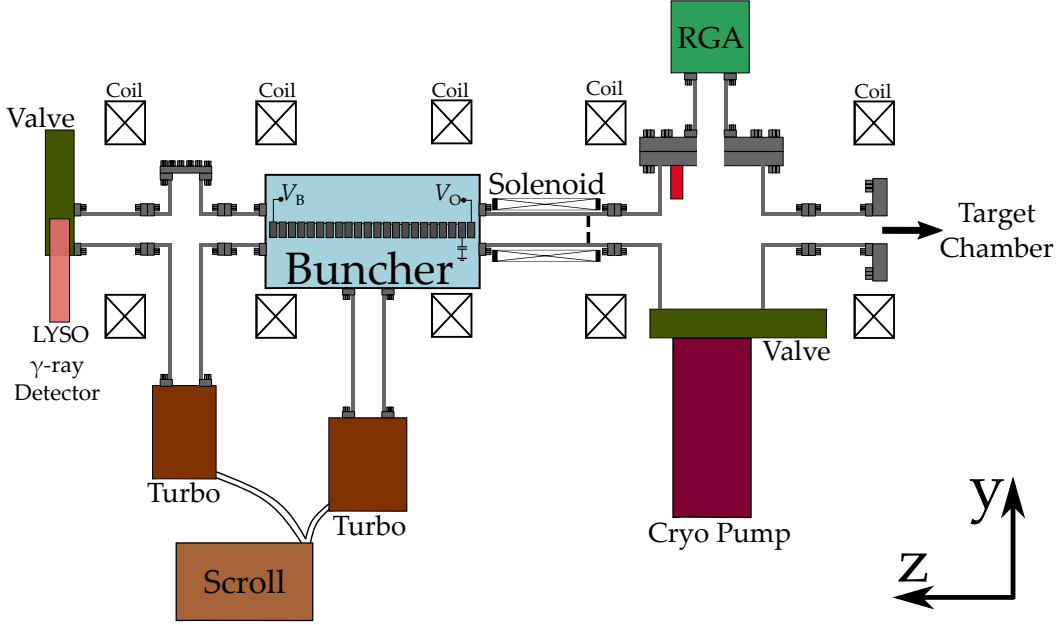 RGA
Coil
Coil
Coil
Coil
Coil
Valve
V_B
V_O
Solenoid
Buncher
Target
Chamber
LYSO
γ-ray
Detector
Valve
Turbo
Turbo
Cryo Pump
Scroll
y
z